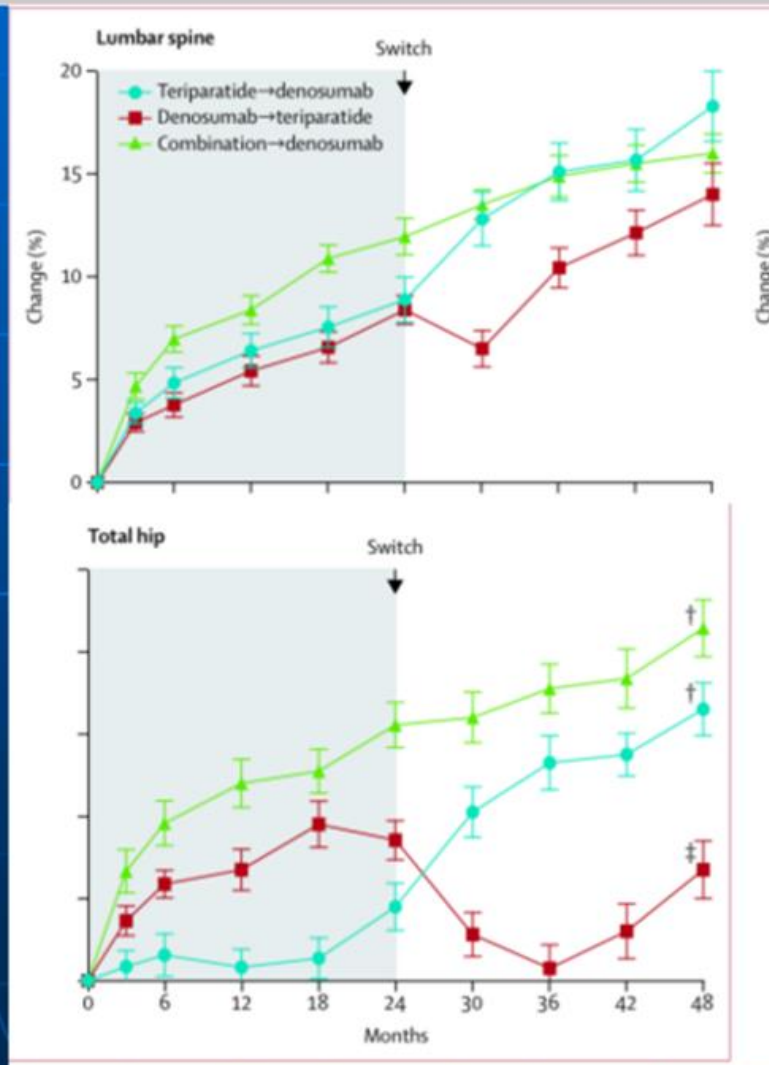 Lumbar spine
Switch
20
Teriparatide→denosumab
Denosumab→teriparatide
Combination→denosumab
15
Change (%)
Change (%)
10
5
0
Total hip
Switch
†
†
‡
0 6 12 18 24 30 36 42 48
Months